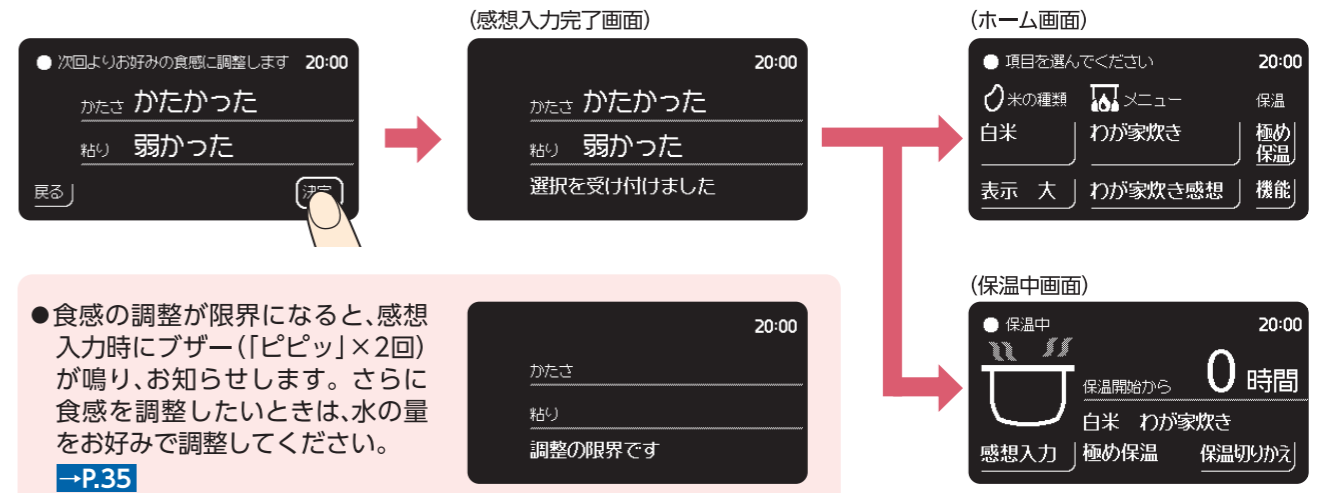 ● 次回よりお好みの食感に調整します 20:00
かたさ かたかった
粘り 弱かった
戻る
(感想入力完了画面)
20:00
かたさ かたかった
粘り 弱かった
選択を受け付けました
(ホーム画面)
● 項目を選んでください 20:00
米の種類 メニュー 保温
白米 わが家炊き 極め
保温
表示 大 わが家炊き感想 機能
(保温中画面)
● 保温中 20:00
保温開始から 0 時間
白米 わが家炊き
感想入力 極め保温 保温切りかえ
●食感の調整が限界になると、感想
入力時にブザー(「ピピッ」×2回)
が鳴り、お知らせします。さらに
食感を調整したいときは、水の量
をお好みで調整してください。
→P.35
20:00
かたさ
粘り
調整の限界です